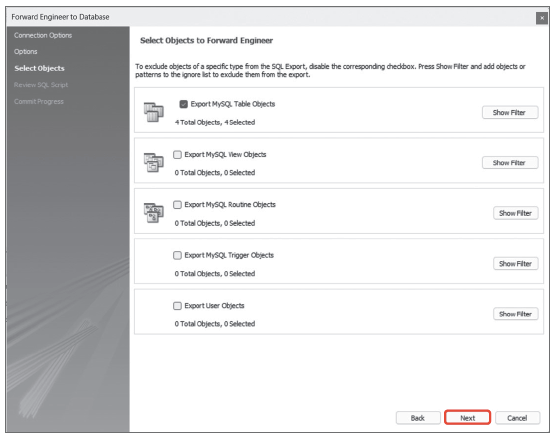 Forward Engineer to Database
Connection Options
Options
Select Objects
Review SQL Script
Commit Progress
Select Objects to Forward Engineer
To exclude objects of a specific type from the SQL Export, disable the corresponding checkbox. Press Show Filter and add objects or
patterns to the ignore list to exclude them from the export.
Export MySQL Table Objects
4 Total Objects, 4 Selected
Show Filter
Export MySQL View Objects
0 Total Objects, 0 Selected
Show Filter
Export MySQL Routine Objects
0 Total Objects, 0 Selected
Show Filter
Export MySQL Trigger Objects
0 Total Objects, 0 Selected
Show Filter
Export User Objects
0 Total Objects, 0 Selected
Show Filter
Back Next Cancel